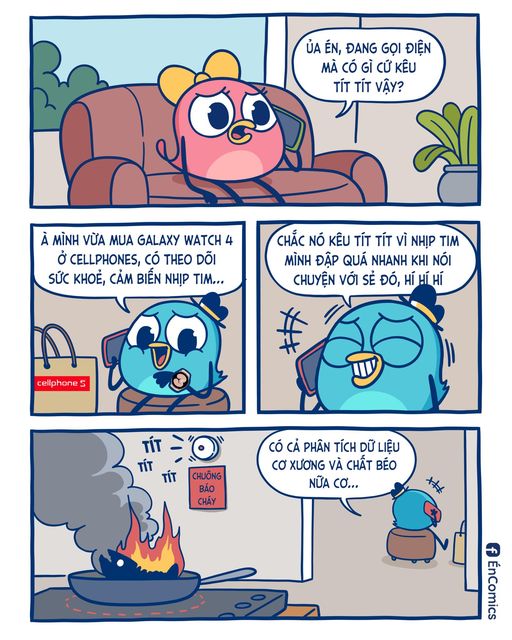 ỦA ÉN, ĐANG GỌI ĐIỆN
MÀ CÓ GÌ CỨ KÊU
TÍT TÍT VẬY?
À MÌNH VỪA MUA GALAXY WATCH 4
Ở CELLPHONES, CÓ THEO DÕI
SỨC KHOẺ, CẢM BIẾN NHỊP TIM...
cellphoneS
CHẮC NÓ KÊU TÍT TÍT VÌ NHỊP TIM
MÌNH ĐẬP QUÁ NHANH KHI NÓI
CHUYỆN VỚI SẺ ĐÓ, HÍ HÍ HÍ
TÍT
TÍT
TÍT
CHUÔNG
BÁO
CHÁY
CÓ CẢ PHÂN TÍCH DỮ LIỆU
CƠ XƯƠNG VÀ CHẤT BÉO
NỮA CƠ...
ÉnComics